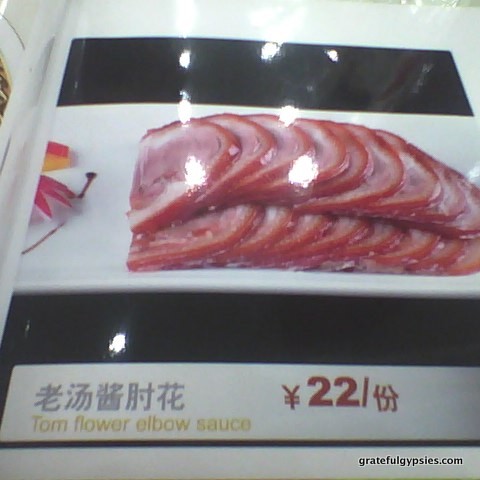 老汤酱肘花 ¥22/份
Tom flower elbow sauce
gratefulgypsies.com